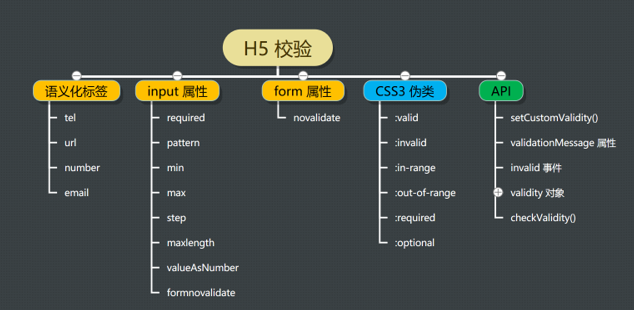 H5 校验
语义化标签
tel
url
number
email
input 属性
required
pattern
min
max
step
maxlength
valueAsNumber
formnovalidate
form 属性
novalidate
CSS3 伪类
:valid
:invalid
:in-range
:out-of-range
:required
:optional
API
setCustomValidity()
validationMessage 属性
invalid 事件
validity 对象
checkValidity()